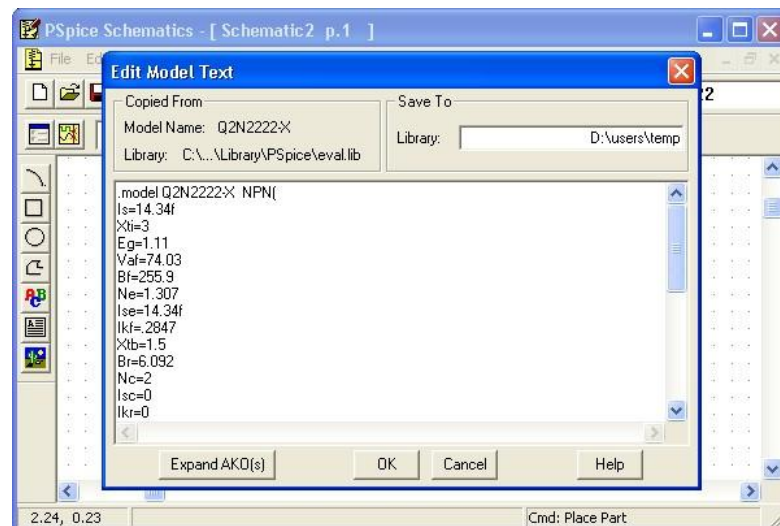 PSpice Schematics - [ Schematic2 p.1 ]
File Ed
Edit Model Text
Copied From
Model Name: Q2N2222-X
Library: C:\...\Library\PSpice\eval.lib
Save To
Library: D:\users\temp
22
.model Q2N2222-X NPN(
Is=14.34f
Xti=3
Eg=1.11
Vaf=74.03
Bf=255.9
Ne=1.307
Ise=14.34f
Ikf=.2847
Xtb=1.5
Br=6.092
Nc=2
Isc=0
Ikr=0
ABC
Expand AKO(s)
OK
Cancel
Help
2.24, 0.23
Cmd: Place Part